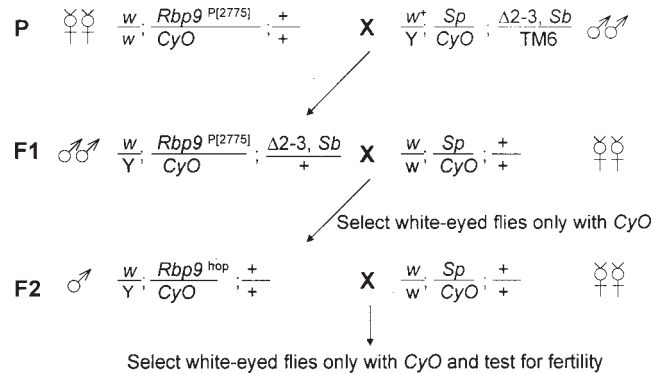 P ☿☿ w/w ; Rbp9 P[2775]/CyO ; +/+ X w+/Y ; Sp/CyO ; Δ2-3, Sb/TM6 ♂♂
F1 ♂♂ w/Y ; Rbp9 P[2775]/CyO ; Δ2-3, Sb/+ X w/w ; Sp/CyO ; +/+ ☿☿
Select white-eyed flies only with CyO
F2 ♂ w/Y ; Rbp9 hop/CyO ; +/+ X w/w ; Sp/CyO ; +/+ ☿☿
Select white-eyed flies only with CyO and test for fertility